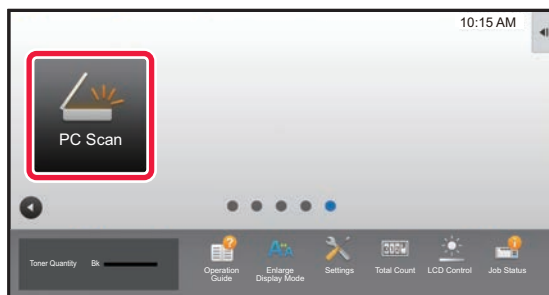 10:15 AM
PC Scan
Toner Quantity Bk
Operation
Guide
Enlarge
Display Mode
Settings
Total Count
LCD Control
Job Status